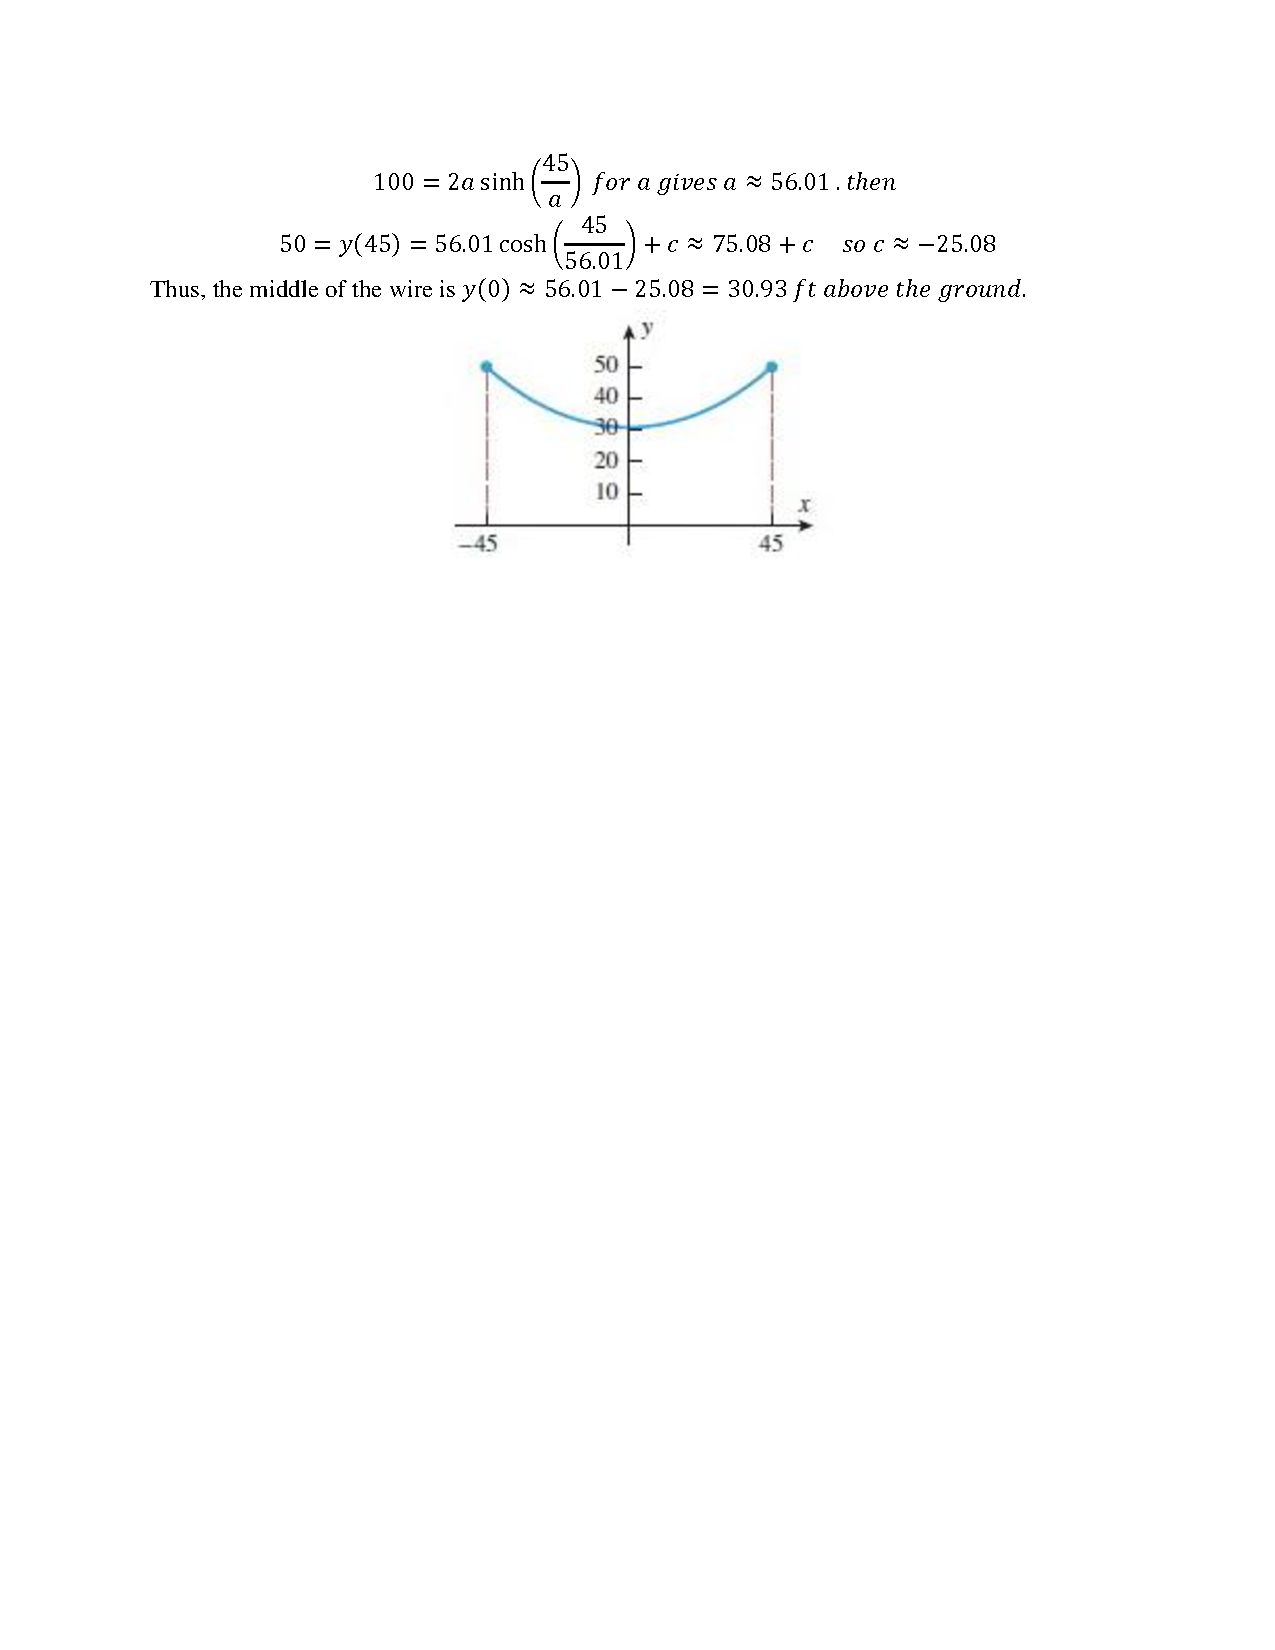 100 = 2a sinh (45/a) for a gives a ≈ 56.01 . then
50 = y(45) = 56.01 cosh (45/56.01) + c ≈ 75.08 + c so c ≈ −25.08
Thus, the middle of the wire is y(0) ≈ 56.01 − 25.08 = 30.93 ft above the ground.
y
50
40
30
20
10
x
−45 45